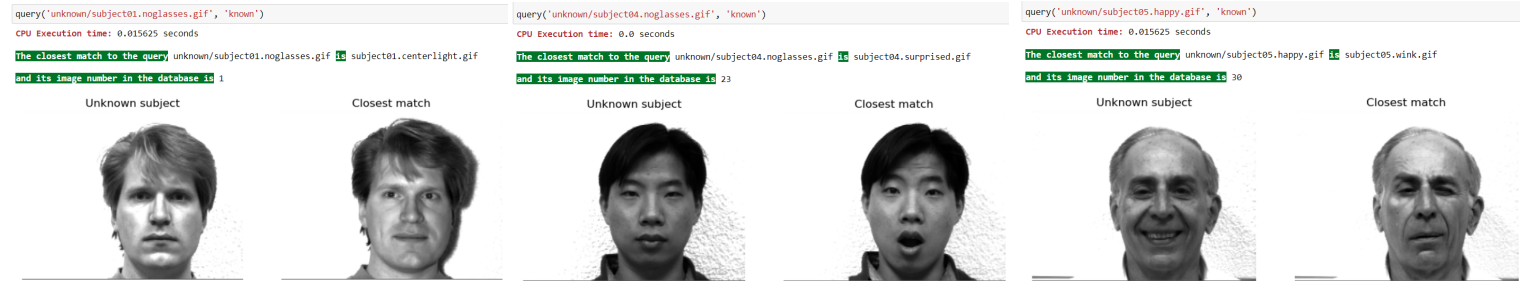 query('unknown/subject01.noglasses.gif', 'known')
CPU Execution time: 0.015625 seconds
The closest match to the query unknown/subject01.noglasses.gif is subject01.centerlight.gif
and its image number in the database is 1
Unknown subject
Closest match
query('unknown/subject04.noglasses.gif', 'known')
CPU Execution time: 0.0 seconds
The closest match to the query unknown/subject04.noglasses.gif is subject04.surprised.gif
and its image number in the database is 23
Unknown subject
Closest match
query('unknown/subject05.happy.gif', 'known')
CPU Execution time: 0.015625 seconds
The closest match to the query unknown/subject05.happy.gif is subject05.wink.gif
and its image number in the database is 30
Unknown subject
Closest match